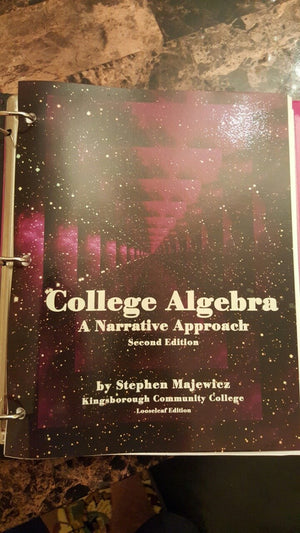 College Algebra
A Narrative Approach
Second Edition
by Stephen Majewicz
Kingsborough Community College
Looseleaf Edition